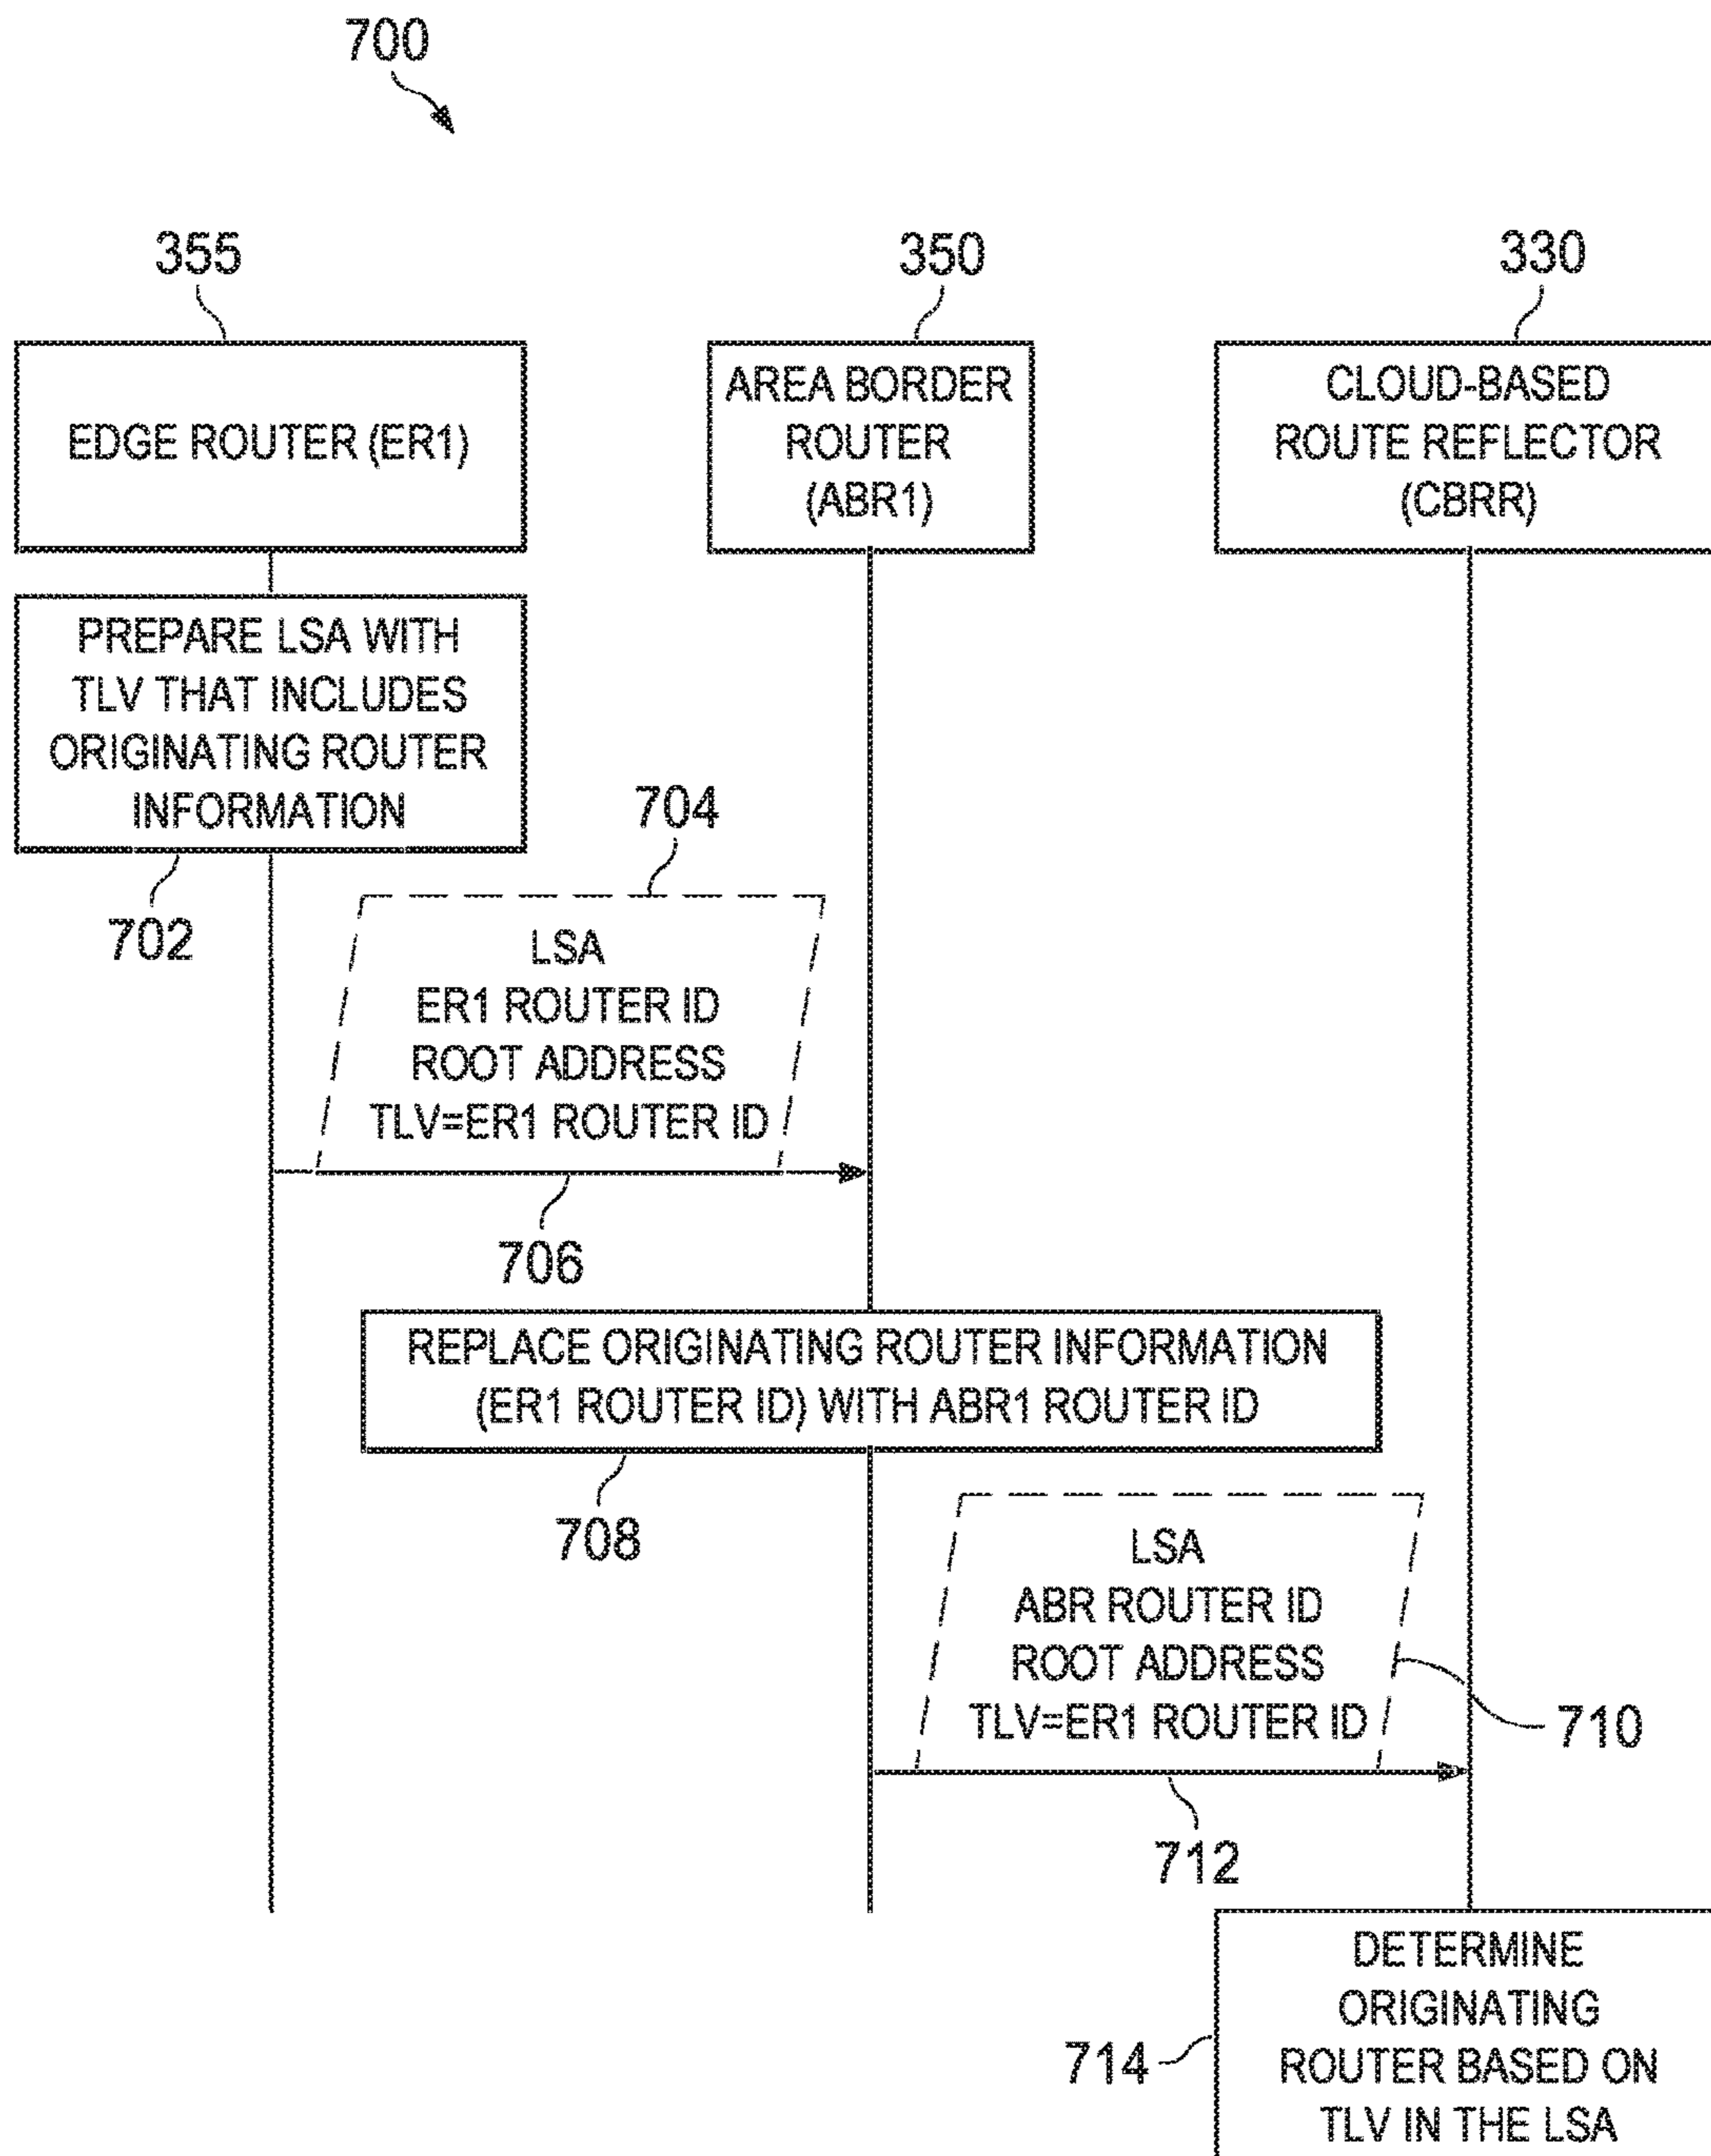 700
355
350
330
EDGE ROUTER (ER1)
AREA BORDER
ROUTER
(ABR1)
CLOUD-BASED
ROUTE REFLECTOR
(CBRR)
PREPARE LSA WITH
TLV THAT INCLUDES
ORIGINATING ROUTER
INFORMATION
702
704
LSA
ER1 ROUTER ID
ROOT ADDRESS
TLV=ER1 ROUTER ID
706
REPLACE ORIGINATING ROUTER INFORMATION
(ER1 ROUTER ID) WITH ABR1 ROUTER ID
708
LSA
ABR ROUTER ID
ROOT ADDRESS
TLV=ER1 ROUTER ID
710
712
DETERMINE
ORIGINATING
ROUTER BASED ON
TLV IN THE LSA
714